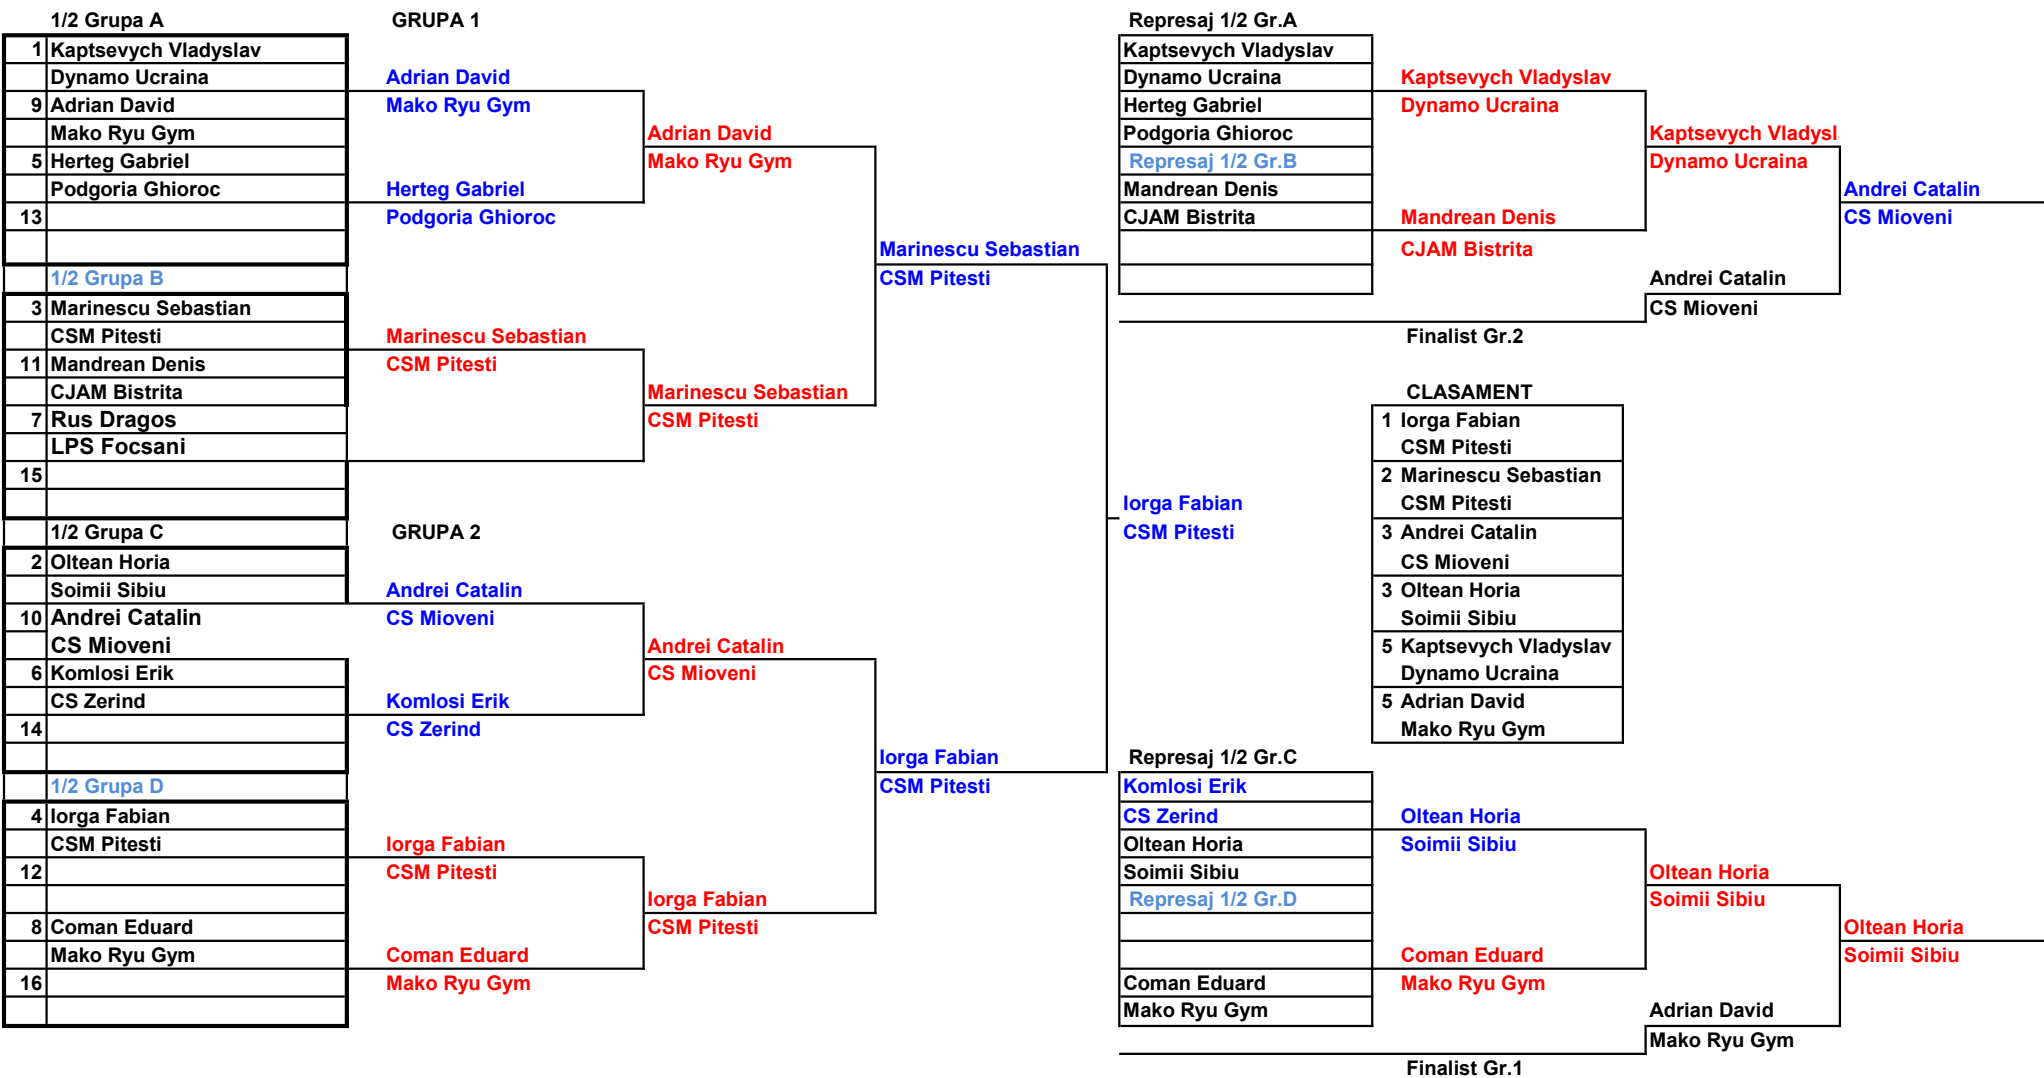 1/2 Grupa A
GRUPA 1
1 Kaptsevych Vladyslav
Dynamo Ucraina
9 Adrian David
Mako Ryu Gym
5 Herteg Gabriel
Podgoria Ghioroc
13
1/2 Grupa B
3 Marinescu Sebastian
CSM Pitesti
11 Mandrean Denis
CJAM Bistrita
7 Rus Dragos
LPS Focsani
15
1/2 Grupa C
GRUPA 2
2 Oltean Horia
Soimii Sibiu
10 Andrei Catalin
CS Mioveni
6 Komlosi Erik
CS Zerind
14
1/2 Grupa D
4 Iorga Fabian
CSM Pitesti
12
8 Coman Eduard
Mako Ryu Gym
16
Adrian David
Mako Ryu Gym
Herteg Gabriel
Podgoria Ghioroc
Marinescu Sebastian
CSM Pitesti
Andrei Catalin
CS Mioveni
Komlosi Erik
CS Zerind
Iorga Fabian
CSM Pitesti
Coman Eduard
Mako Ryu Gym
Adrian David
Mako Ryu Gym
Marinescu Sebastian
CSM Pitesti
Andrei Catalin
CS Mioveni
Iorga Fabian
CSM Pitesti
Marinescu Sebastian
CSM Pitesti
Iorga Fabian
CSM Pitesti
Iorga Fabian
CSM Pitesti
Represaj 1/2 Gr.A
Kaptsevych Vladyslav
Dynamo Ucraina
Herteg Gabriel
Podgoria Ghioroc
Represaj 1/2 Gr.B
Mandrean Denis
CJAM Bistrita
Kaptsevych Vladyslav
Dynamo Ucraina
Mandrean Denis
CJAM Bistrita
Kaptsevych Vladysl
Dynamo Ucraina
Andrei Catalin
CS Mioveni
Andrei Catalin
CS Mioveni
Finalist Gr.2
CLASAMENT
1 Iorga Fabian
CSM Pitesti
2 Marinescu Sebastian
CSM Pitesti
3 Andrei Catalin
CS Mioveni
3 Oltean Horia
Soimii Sibiu
5 Kaptsevych Vladyslav
Dynamo Ucraina
5 Adrian David
Mako Ryu Gym
Represaj 1/2 Gr.C
Komlosi Erik
CS Zerind
Oltean Horia
Soimii Sibiu
Represaj 1/2 Gr.D
Coman Eduard
Mako Ryu Gym
Oltean Horia
Soimii Sibiu
Coman Eduard
Mako Ryu Gym
Oltean Horia
Soimii Sibiu
Adrian David
Mako Ryu Gym
Oltean Horia
Soimii Sibiu
Finalist Gr.1